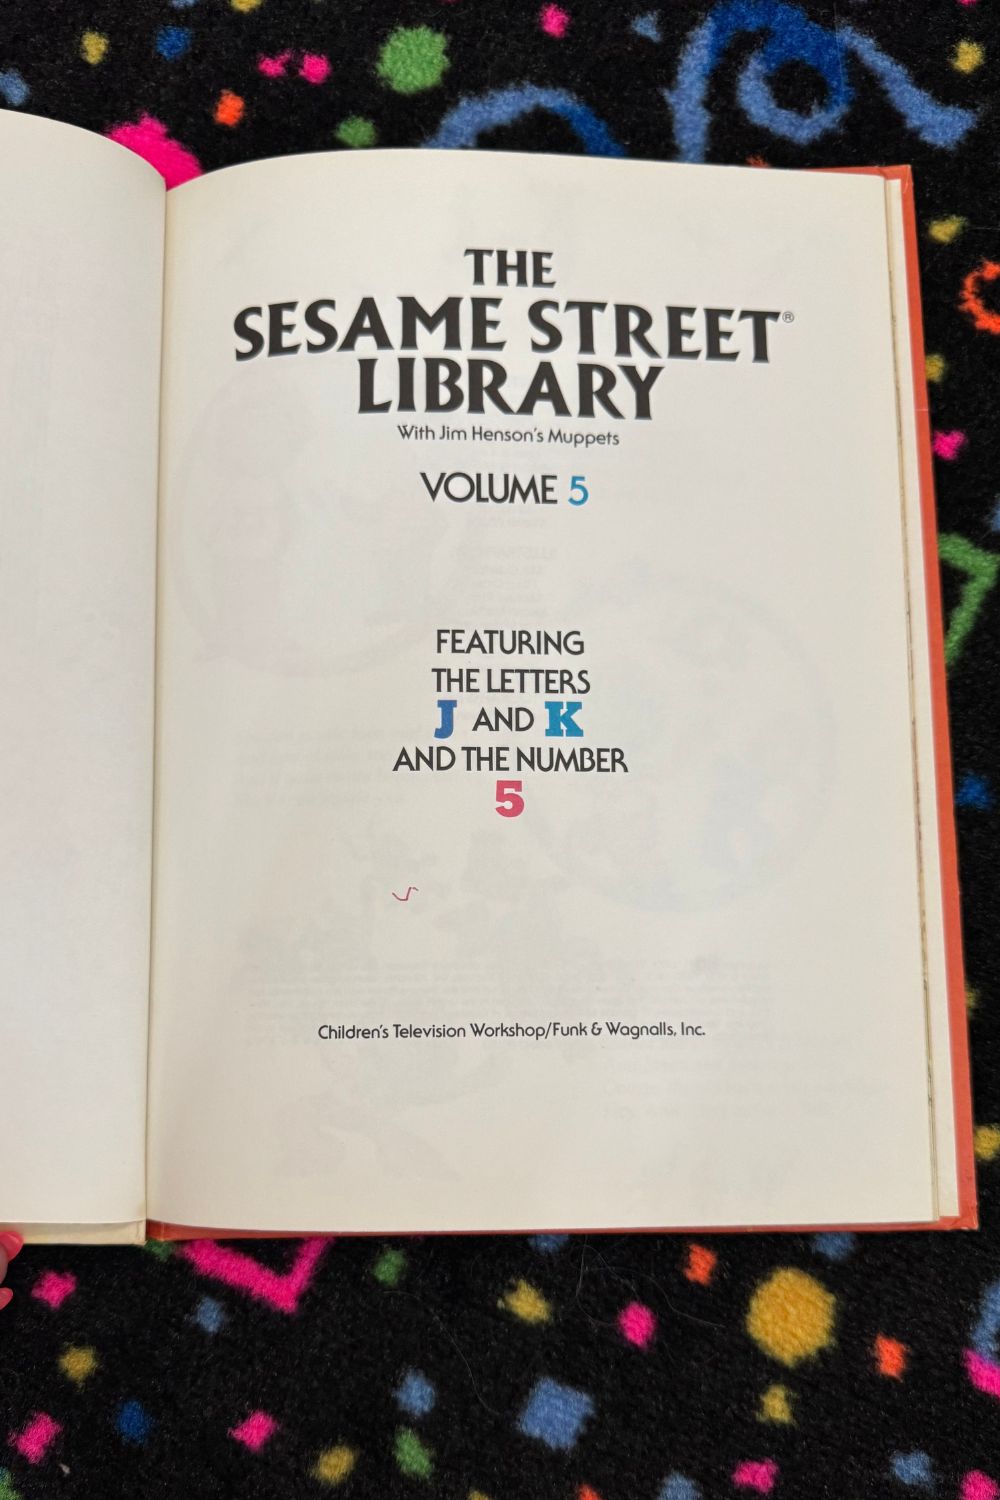 THE
SESAME STREET®
LIBRARY
With Jim Henson's Muppets
VOLUME 5
FEATURING
THE LETTERS
J AND K
AND THE NUMBER
5
Children's Television Workshop/Funk & Wagnalls, Inc.